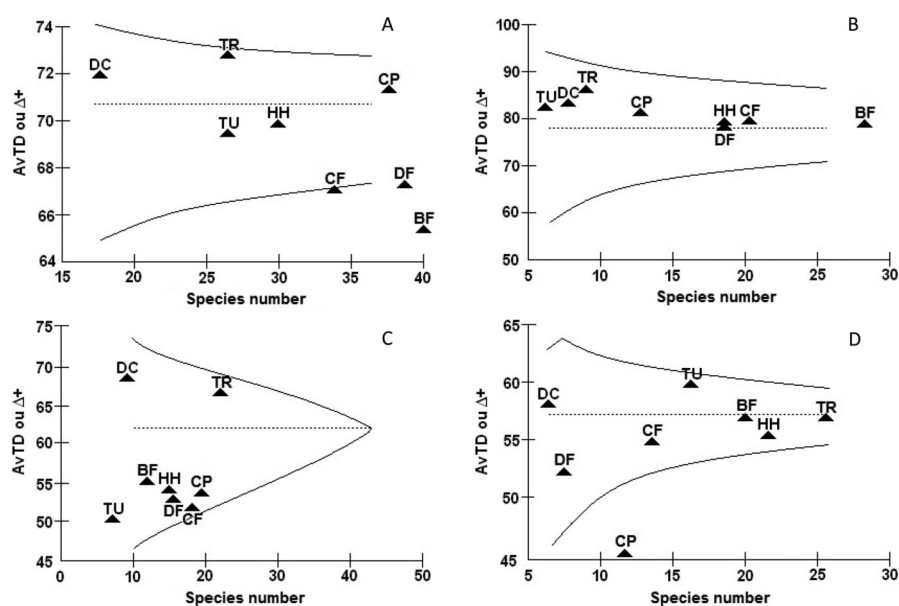 A
AvTD ou Δ+
74
72
70
68
66
64
15
20
25
30
35
40
Species number
DC
TR
TU
HH
CP
CF
DF
BF
B
AvTD ou Δ+
100
90
80
70
60
50
5
10
15
20
25
30
Species number
TU
DC
TR
CP
HH
DF
CF
BF
C
AvTD ou Δ+
75
70
65
60
55
50
45
0
10
20
30
40
50
Species number
DC
TR
BF
HH
CP
DF
CF
TU
D
AvTD ou Δ+
65
60
55
50
45
5
10
15
20
25
30
Species number
DC
TU
BF
TR
HH
CF
DF
CP